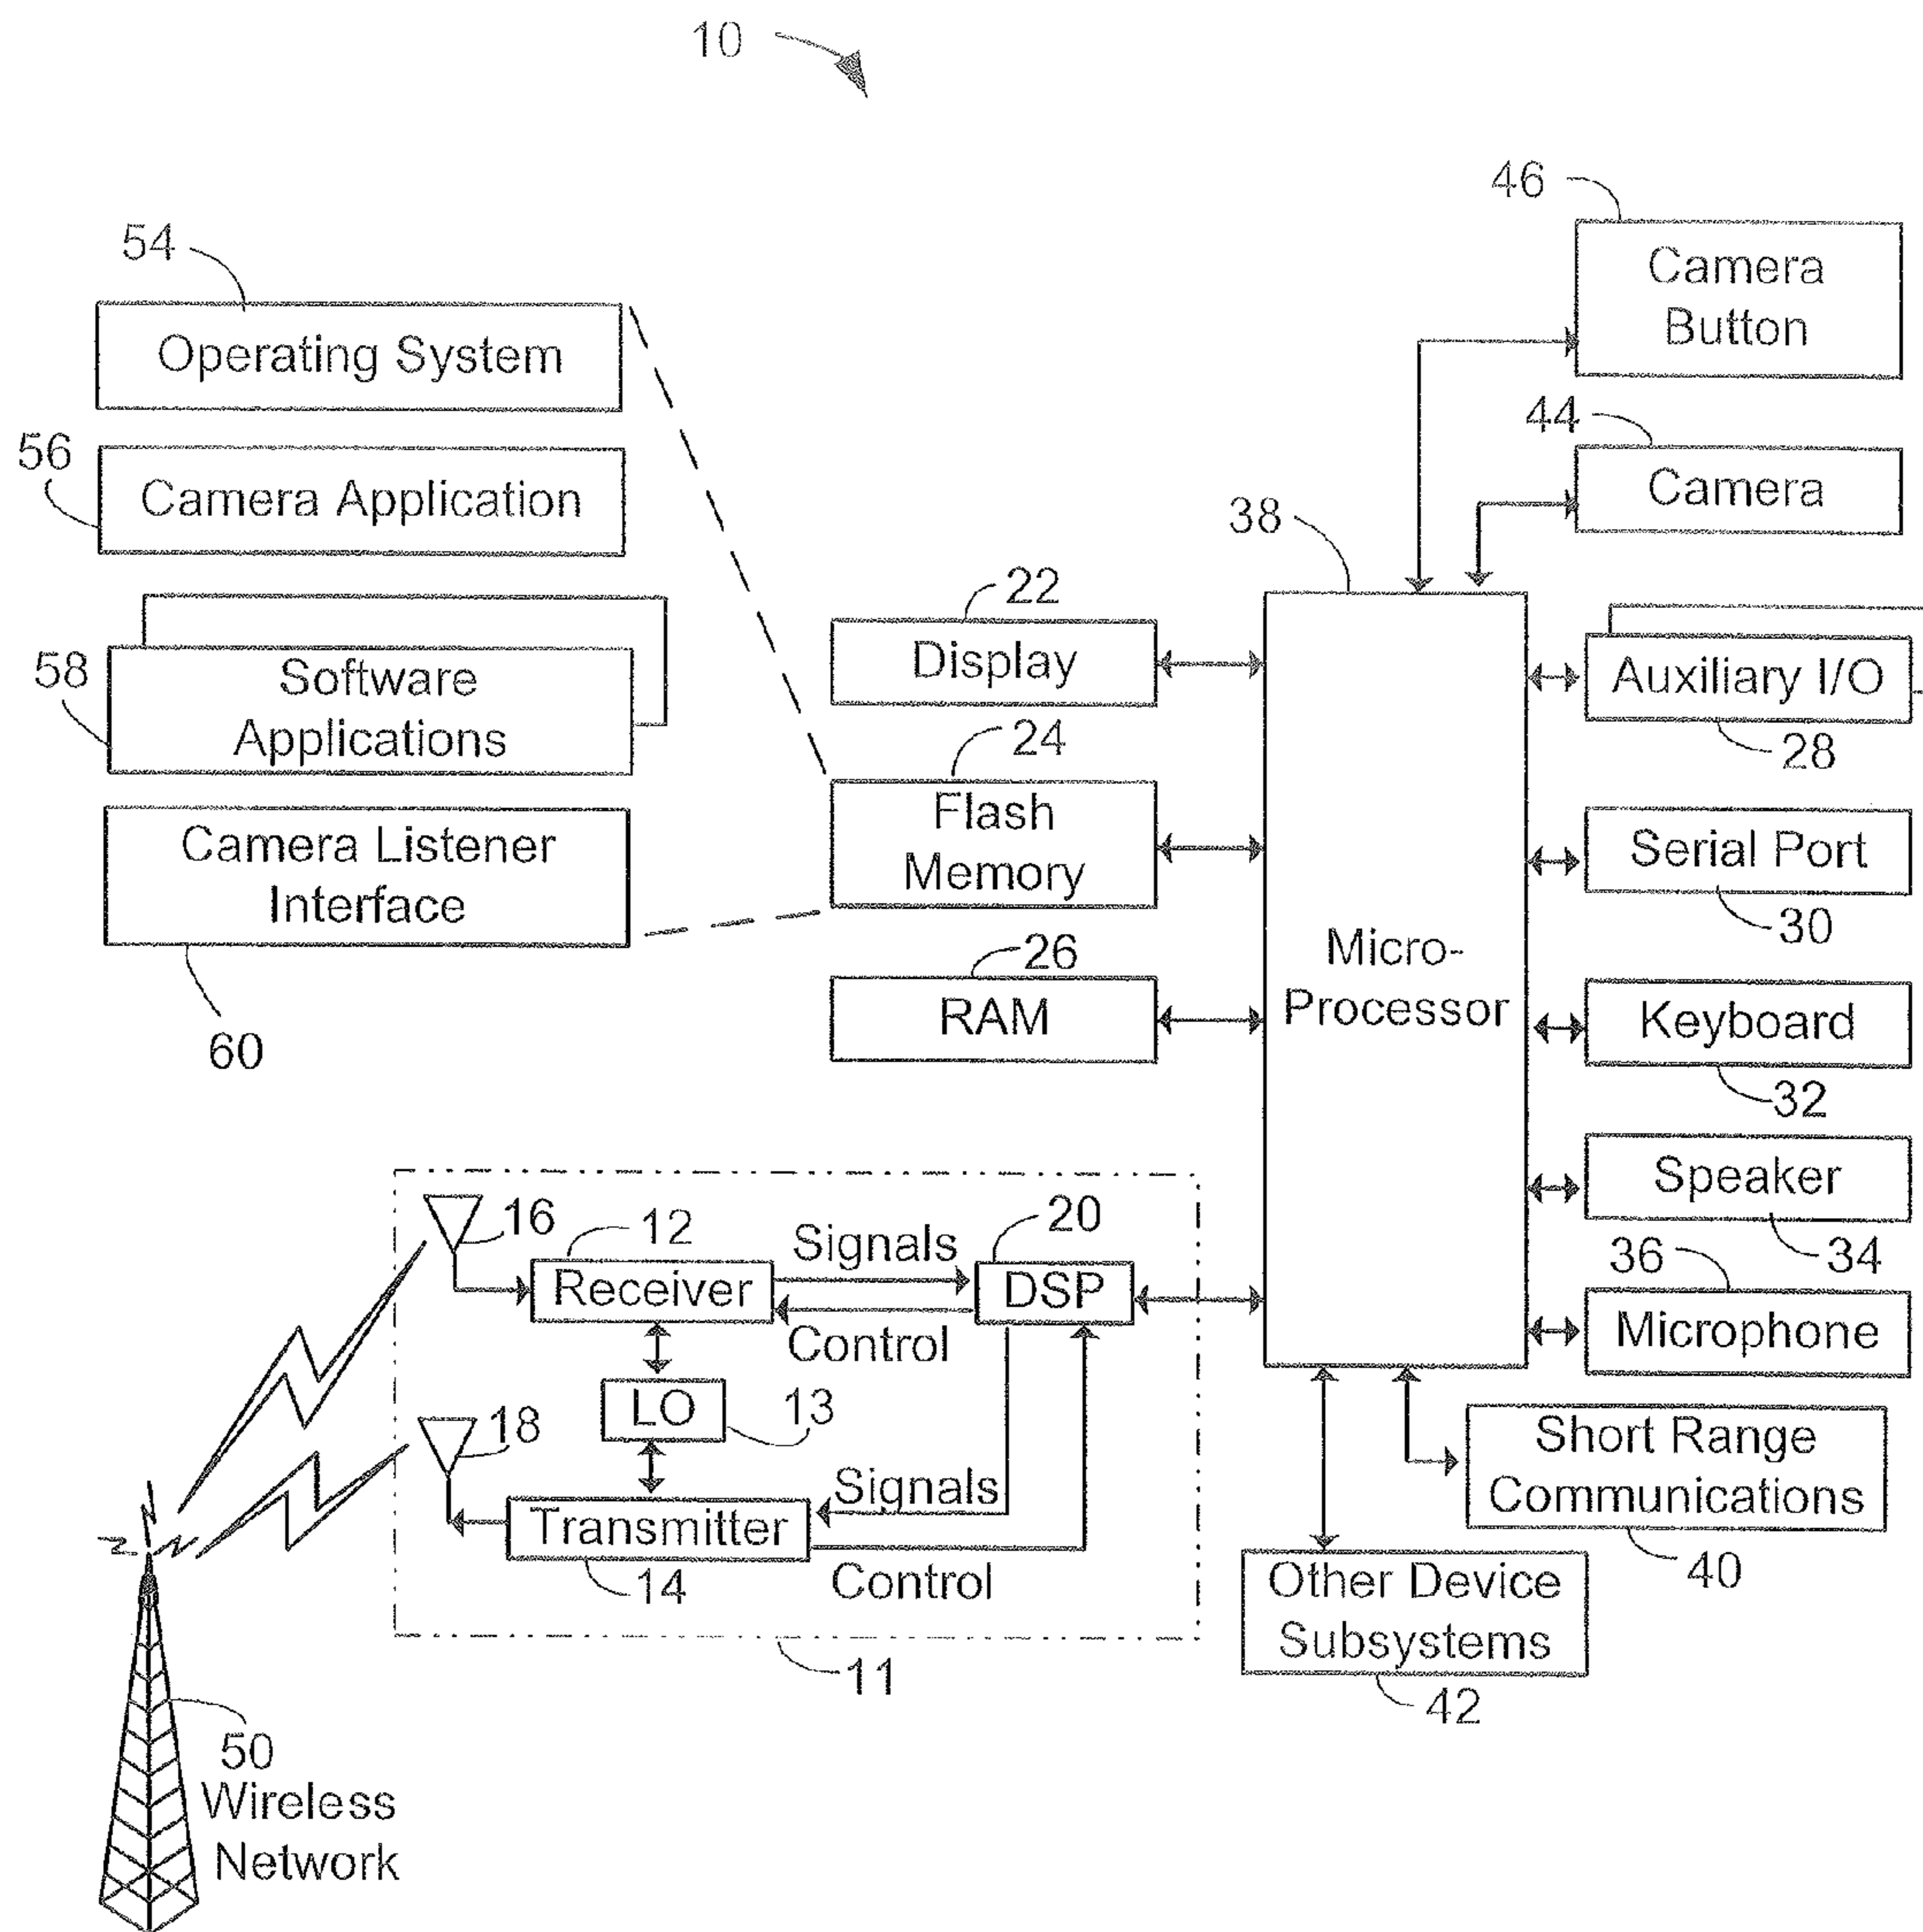 10
46
Camera
Button
54
Operating System
44
Camera
56
Camera Application
38
22
Display
58
Software
Applications
Auxiliary I/O
28
24
Flash
Memory
Camera Listener
Interface
60
Serial Port
30
26
RAM
Micro-
Processor
Keyboard
32
Speaker
34
36
Microphone
16
12
Receiver
Signals
20
DSP
Control
LO
13
18
Signals
Transmitter
14
Control
11
Short Range
Communications
40
Other Device
Subsystems
42
50
Wireless
Network